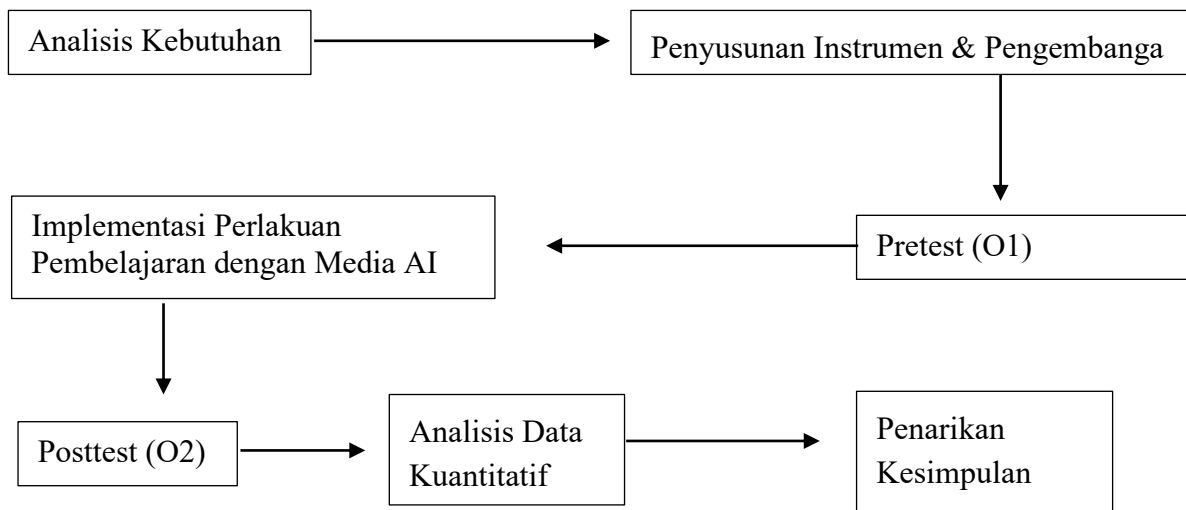 Analisis Kebutuhan
Penyusunan Instrumen & Pengembanga
Pretest (O1)
Implementasi Perlakuan
Pembelajaran dengan Media AI
Posttest (O2)
Analisis Data
Kuantitatif
Penarikan
Kesimpulan